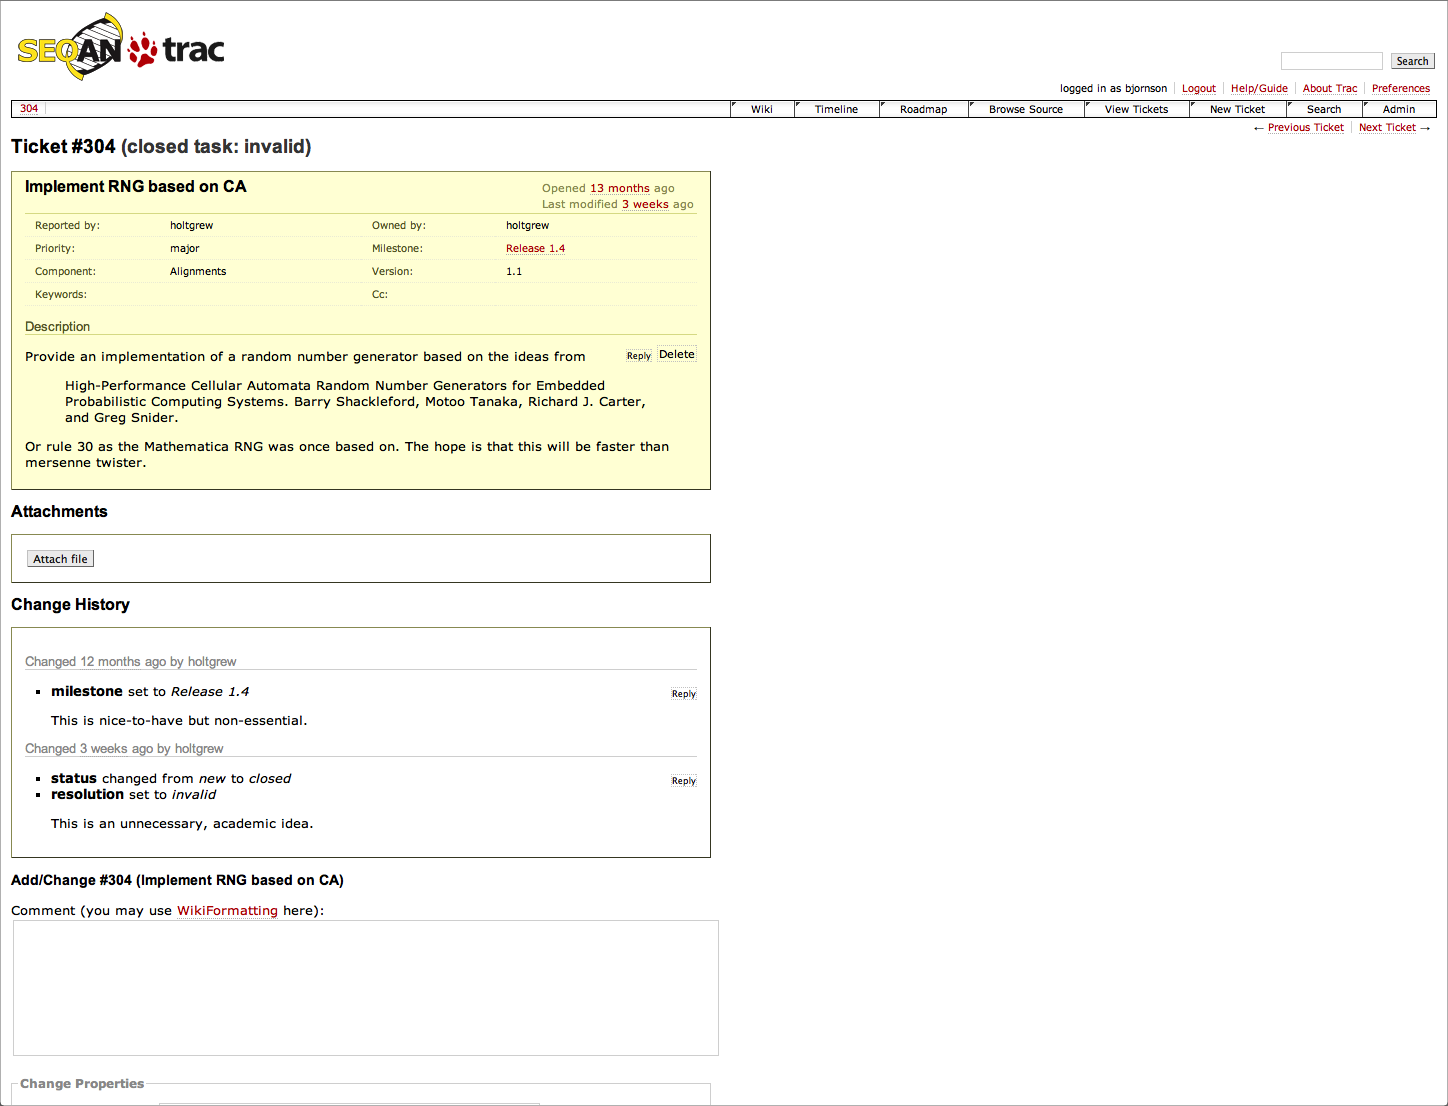 SEQAN trac
Search
logged in as bjornson Logout Help/Guide About Trac Preferences
304 Wiki Timeline Roadmap Browse Source View Tickets New Ticket Search Admin
← Previous Ticket Next Ticket →
Ticket #304 (closed task: invalid)
Implement RNG based on CA
Opened 13 months ago
Last modified 3 weeks ago
Reported by: holtgrew Owned by: holtgrew
Priority: major Milestone: Release 1.4
Component: Alignments Version: 1.1
Keywords: Cc:
Description
Provide an implementation of a random number generator based on the ideas from Reply Delete
High-Performance Cellular Automata Random Number Generators for Embedded
Probabilistic Computing Systems. Barry Shackleford, Motoo Tanaka, Richard J. Carter,
and Greg Snider.
Or rule 30 as the Mathematica RNG was once based on. The hope is that this will be faster than
mersenne twister.
Attachments
Attach file
Change History
Changed 12 months ago by holtgrew
▪ milestone set to Release 1.4 Reply
This is nice-to-have but non-essential.
Changed 3 weeks ago by holtgrew
▪ status changed from new to closed Reply
▪ resolution set to invalid
This is an unnecessary, academic idea.
Add/Change #304 (Implement RNG based on CA)
Comment (you may use WikiFormatting here):
Change Properties